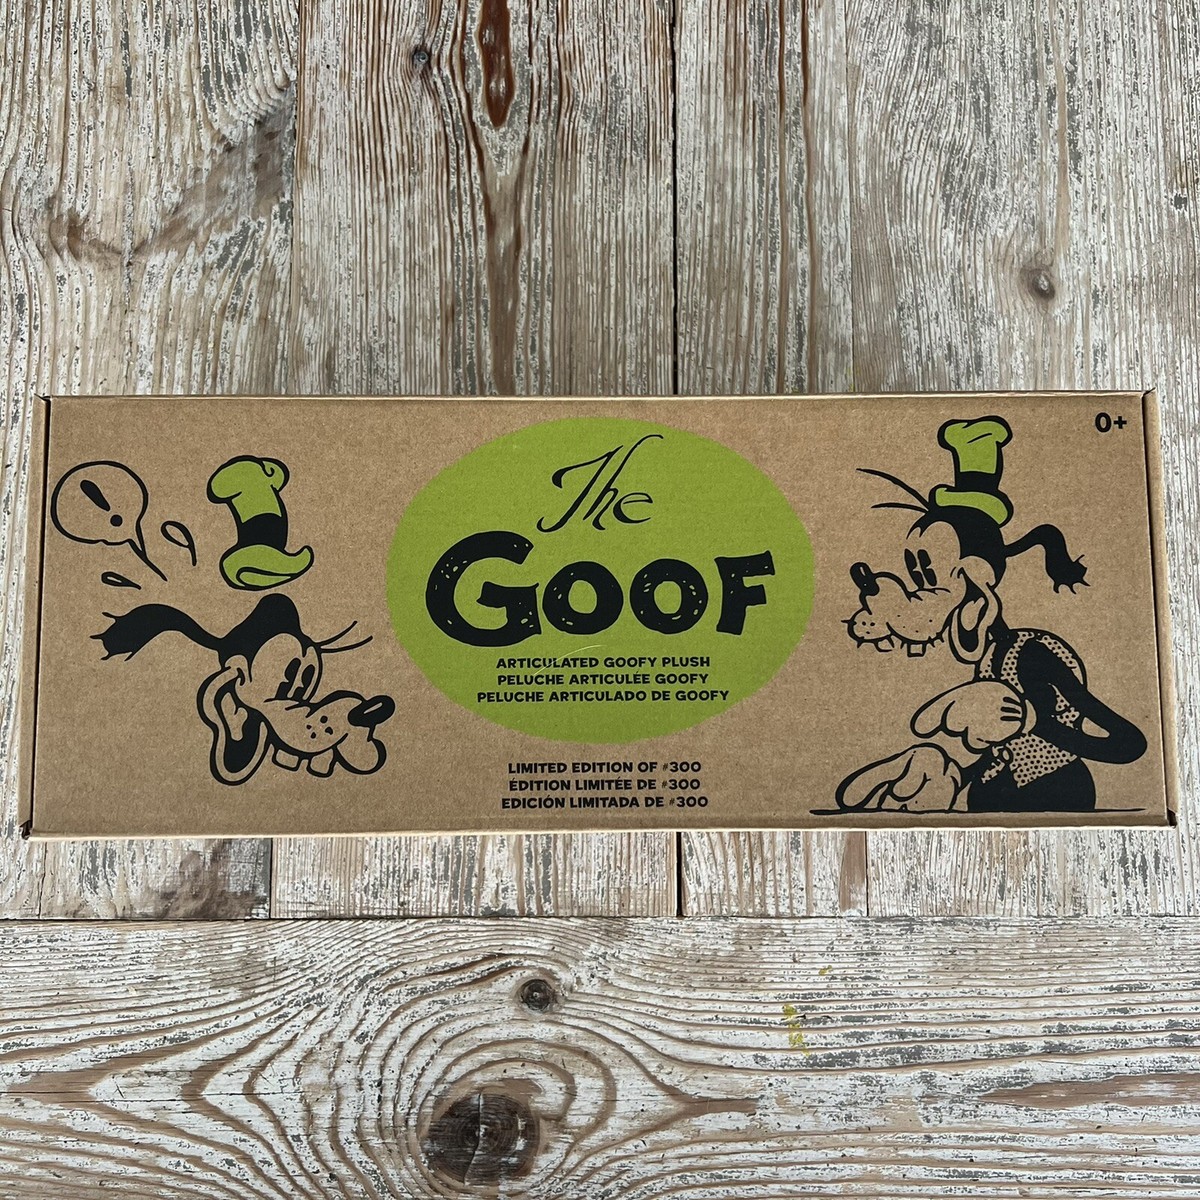 !
0+
The
GOOF
ARTICULATED GOOFY PLUSH
PELUCHE ARTICULÉE GOOFY
PELUCHE ARTICULADO DE GOOFY
LIMITED EDITION OF #300
ÉDITION LIMITÉE DE #300
EDICIÓN LIMITADA DE #300